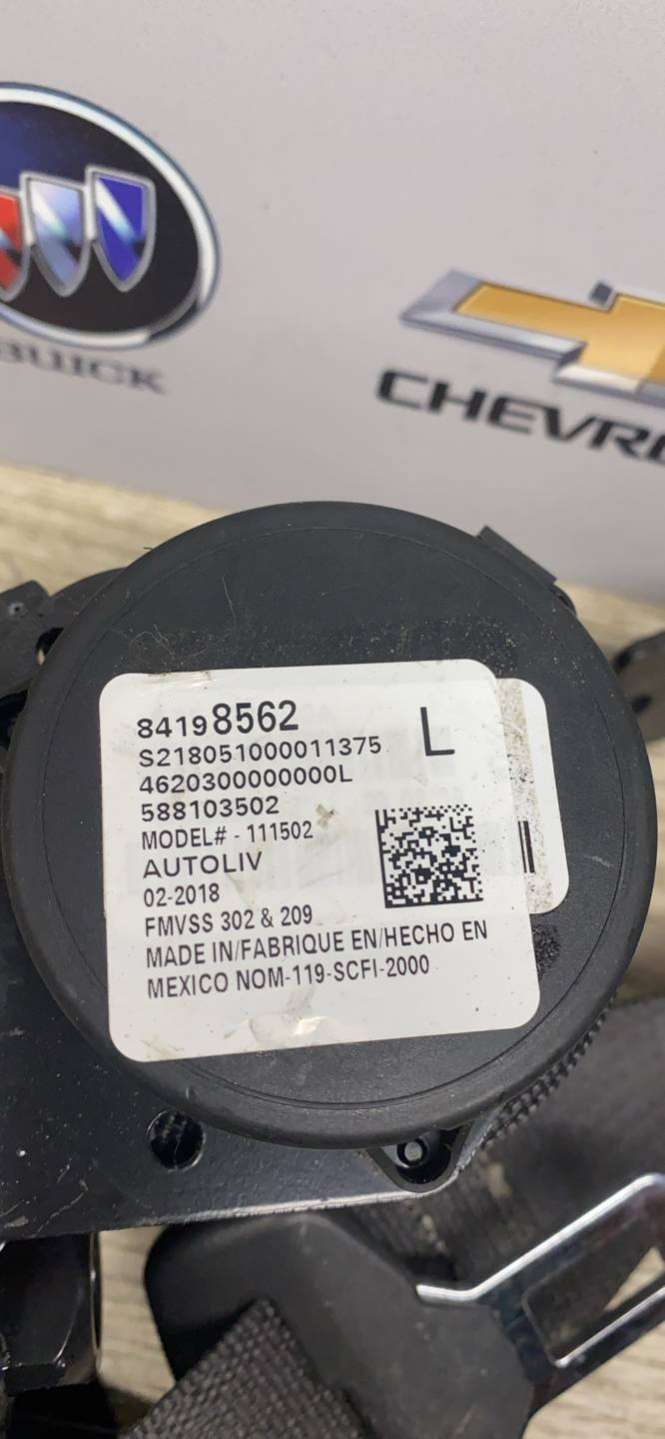 BUICK
CHEVR
84198562
L
S218051000011375
4620300000000L
588103502
MODEL# - 111502
AUTOLIV
02-2018
FMVSS 302 & 209
MADE IN/FABRIQUE EN/HECHO EN
MEXICO NOM-119-SCFI-2000